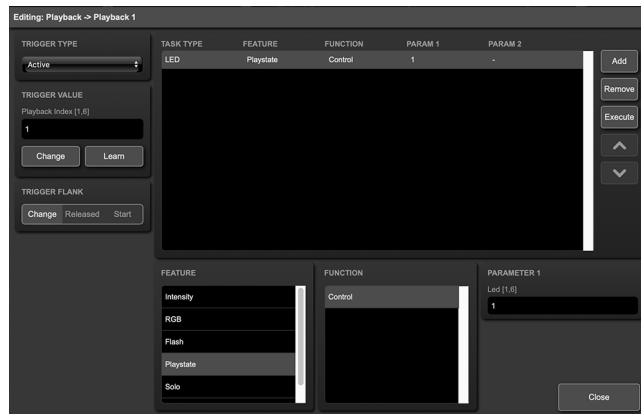 Editing: Playback -> Playback 1
TRIGGER TYPE
Active
TRIGGER VALUE
Playback Index [1,6]
1
Change Learn
TRIGGER FLANK
Change Released Start
TASK TYPE FEATURE FUNCTION PARAM 1 PARAM 2
LED Playstate Control 1 -
Add
Remove
Execute
FEATURE
Intensity
RGB
Flash
Playstate
Solo
FUNCTION
Control
PARAMETER 1
Led [1,6]
1
Close